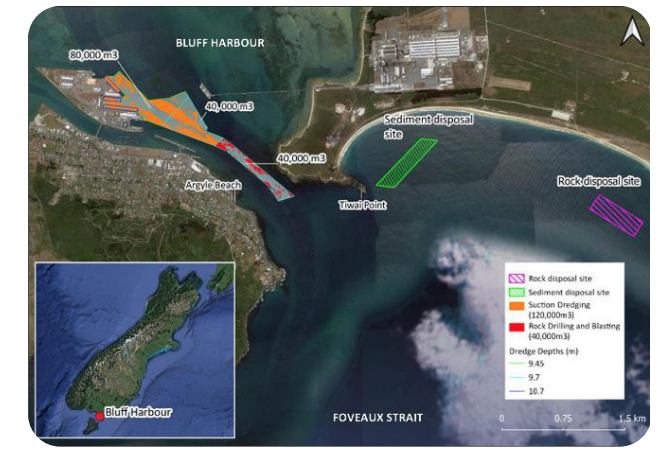 BLUFF HARBOUR
80,000 m3
40, 000 m3
Sediment disposal
site
40,000 m3
Rock disposal site
Argyle Beach
Tiwai Point
Rock disposal site
Sediment disposal site
Suction Dredging
(120,000m3)
Rock Drilling and Blasting
(40,000m3)
Dredge Depths (m)
9.45
9.7
10.7
Bluff Harbour
FOVEAUX STRAIT
0 0.75 1.5 km